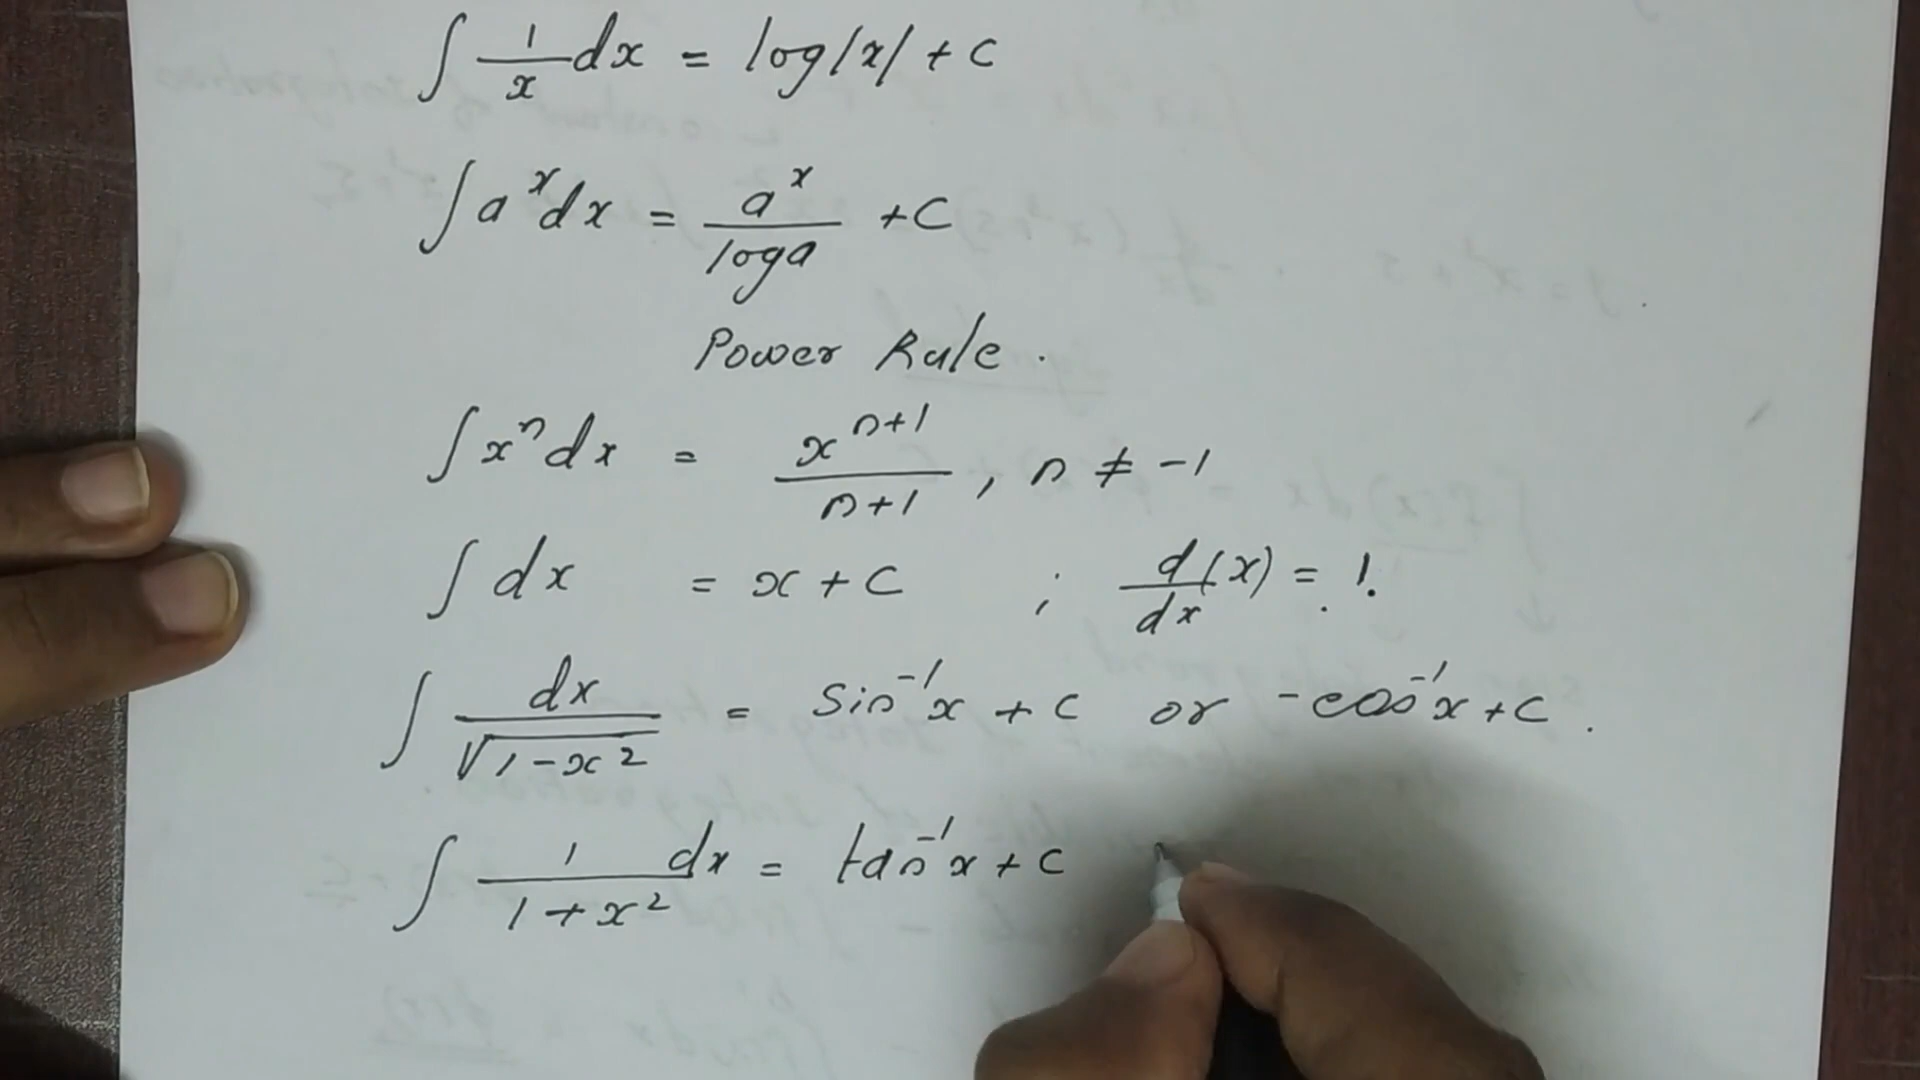 ∫ 1/x dx = log|x| + c
∫ a^x dx = a^x / log a + C
Power Rule.
∫ x^n dx = x^(n+1) / n+1 , n ≠ -1
∫ dx = x + C ; d/dx (x) = 1.
∫ dx / √(1-x²) = Sin⁻¹x + C or -cos⁻¹x + C .
∫ 1 / 1+x² dx = tan⁻¹x + C